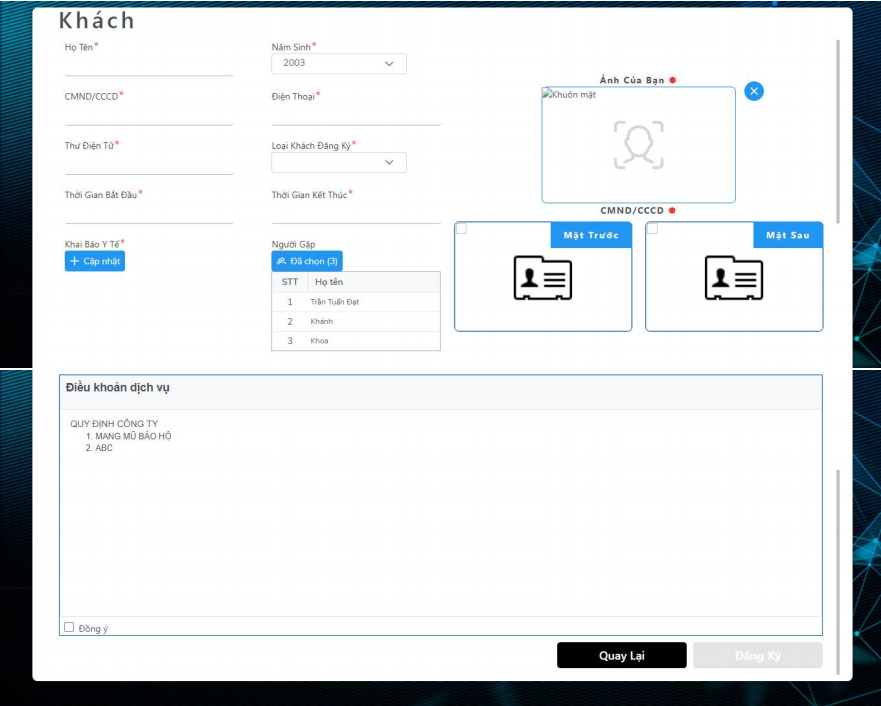 Khách
Họ Tên*
Năm Sinh*
2003
CMND/CCCD*
Điện Thoại*
Thư Điện Tử*
Loại Khách Đăng Ký*
Thời Gian Bắt Đầu*
Thời Gian Kết Thúc*
Khai Báo Y Tế*
+ Cập nhật
Người Gặp
Đã chọn (3)
STT Họ tên
1 Trần Tuấn Đạt
2 Khánh
3 Khoa
Ảnh Của Bạn
Khuôn mặt
CMND/CCCD
Mặt Trước
Mặt Sau
Điều khoản dịch vụ
QUY ĐỊNH CÔNG TY
1. MANG MŨ BẢO HỘ
2. ABC
Đồng ý
Quay Lại
Đăng Ký